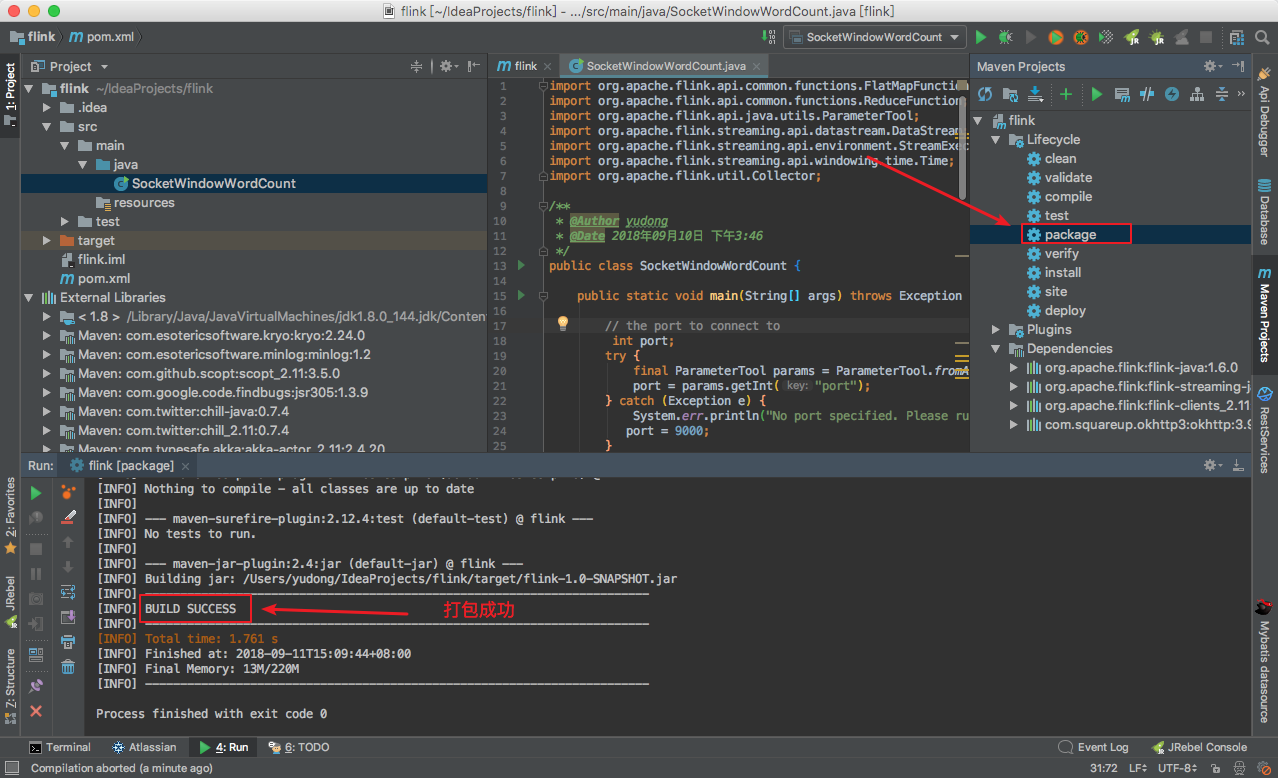 flink [~/IdeaProjects/flink] - .../src/main/java/SocketWindowWordCount.java [flink]
flink
m pom.xml
SocketWindowWordCount
1: Project
Project
flink ~/IdeaProjects/flink
.idea
src
main
java
SocketWindowWordCount
resources
test
target
flink.iml
m pom.xml
External Libraries
< 1.8 > /Library/Java/JavaVirtualMachines/jdk1.8.0_144.jdk/Conten
Maven: com.esotericsoftware.kryo:kryo:2.24.0
Maven: com.esotericsoftware.minlog:minlog:1.2
Maven: com.github.scopt:scopt_2.11:3.5.0
Maven: com.google.code.findbugs:jsr305:1.3.9
Maven: com.twitter:chill-java:0.7.4
Maven: com.twitter:chill_2.11:0.7.4
Maven: com.typesafe.akka:akka-actor_2.11:2.4.20
m flink
SocketWindowWordCount.java
1 import org.apache.flink.api.common.functions.FlatMapFunctio
2 import org.apache.flink.api.common.functions.ReduceFunction
3 import org.apache.flink.api.java.utils.ParameterTool;
4 import org.apache.flink.streaming.api.datastream.DataStream
5 import org.apache.flink.streaming.api.environment.StreamExe
6 import org.apache.flink.streaming.api.windowing.time.Time;
7 import org.apache.flink.util.Collector;
8
9 /**
10 * @Author yudong
11 * @Date 2018年09月10日 下午3:46
12 */
13 public class SocketWindowWordCount {
14
15 public static void main(String[] args) throws Exception
16
17 // the port to connect to
18 int port;
19 try {
20 final ParameterTool params = ParameterTool.fromA
21 port = params.getInt( key: "port");
22 } catch (Exception e) {
23 System.err.println("No port specified. Please ru
24 port = 9000;
25 }
Maven Projects
flink
Lifecycle
clean
validate
compile
test
package
verify
install
site
deploy
Plugins
Dependencies
org.apache.flink:flink-java:1.6.0
org.apache.flink:flink-streaming-j
org.apache.flink:flink-clients_2.11
com.squareup.okhttp3:okhttp:3.9
Api Debugger
Database
m Maven Projects
RestServices
Mybatis datasource
2: Favorites
JRebel
7: Structure
Run: flink [package]
[INFO] Nothing to compile - all classes are up to date
[INFO]
[INFO] --- maven-surefire-plugin:2.12.4:test (default-test) @ flink ---
[INFO] No tests to run.
[INFO]
[INFO] --- maven-jar-plugin:2.4:jar (default-jar) @ flink ---
[INFO] Building jar: /Users/yudong/IdeaProjects/flink/target/flink-1.0-SNAPSHOT.jar
[INFO] ------------------------------------------------------------------------
[INFO] BUILD SUCCESS
打包成功
[INFO] ------------------------------------------------------------------------
[INFO] Total time: 1.761 s
[INFO] Finished at: 2018-09-11T15:09:44+08:00
[INFO] Final Memory: 13M/220M
[INFO] ------------------------------------------------------------------------
Process finished with exit code 0
Terminal
Atlassian
4: Run
6: TODO
Event Log
JRebel Console
Compilation aborted (a minute ago)
31:72
LF
UTF-8